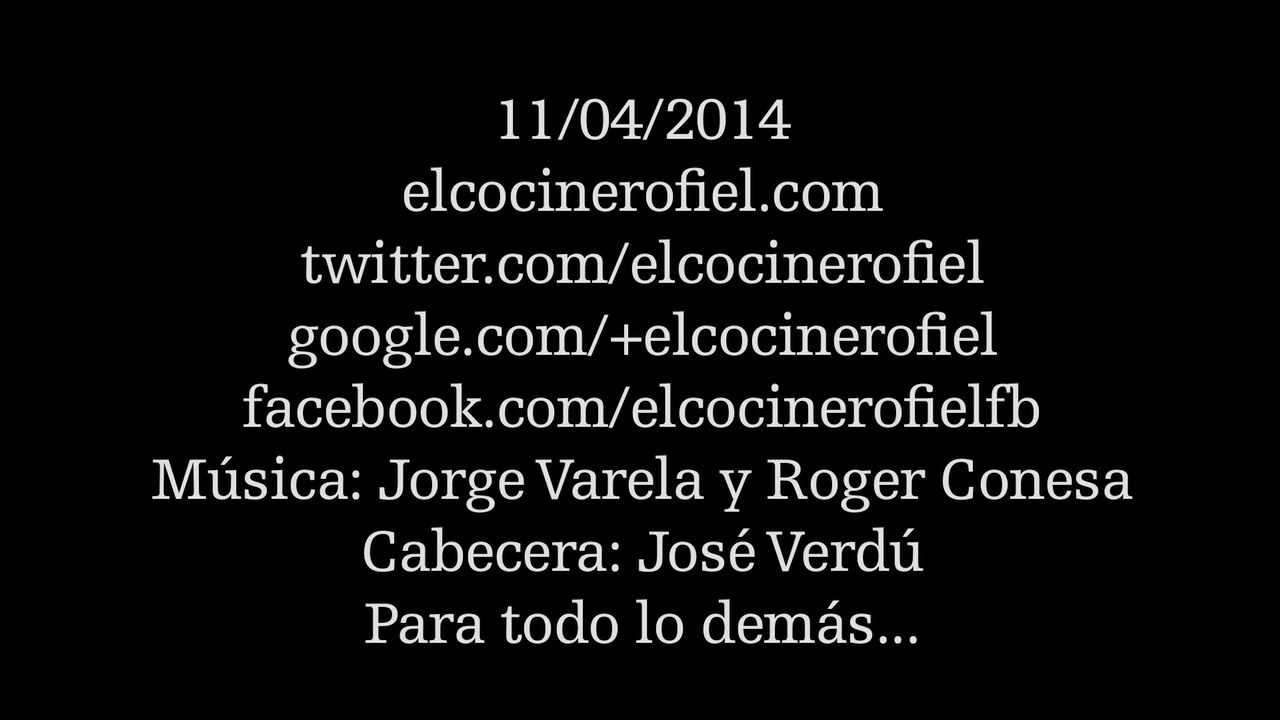 11/04/2014
elcocinerofiel.com
twitter.com/elcocinerofiel
google.com/+elcocinerofiel
facebook.com/elcocinerofielfb
Música: Jorge Varela y Roger Conesa
Cabecera: José Verdú
Para todo lo demás...